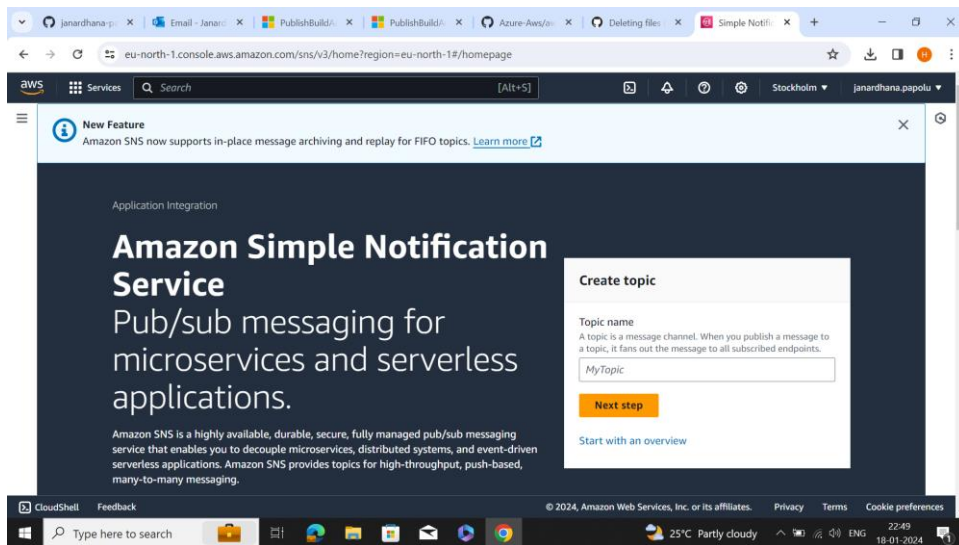 janardhana-p
Email - Janard
PublishBuildA
PublishBuildA
Azure-Aws/a
Deleting files
Simple Notifi
eu-north-1.console.aws.amazon.com/sns/v3/home?region=eu-north-1#/homepage
H
aws
Services
Search
[Alt+S]
Stockholm ▼
janardhana.papolu ▼
New Feature
Amazon SNS now supports in-place message archiving and replay for FIFO topics. Learn more
Application Integration
Amazon Simple Notification
Service
Pub/sub messaging for
microservices and serverless
applications.
Amazon SNS is a highly available, durable, secure, fully managed pub/sub messaging
service that enables you to decouple microservices, distributed systems, and event-driven
serverless applications. Amazon SNS provides topics for high-throughput, push-based,
many-to-many messaging.
Create topic
Topic name
A topic is a message channel. When you publish a message to
a topic, it fans out the message to all subscribed endpoints.
MyTopic
Next step
Start with an overview
CloudShell
Feedback
© 2024, Amazon Web Services, Inc. or its affiliates.
Privacy
Terms
Cookie preferences
Type here to search
25°C Partly cloudy
ENG
22:49
18-01-2024